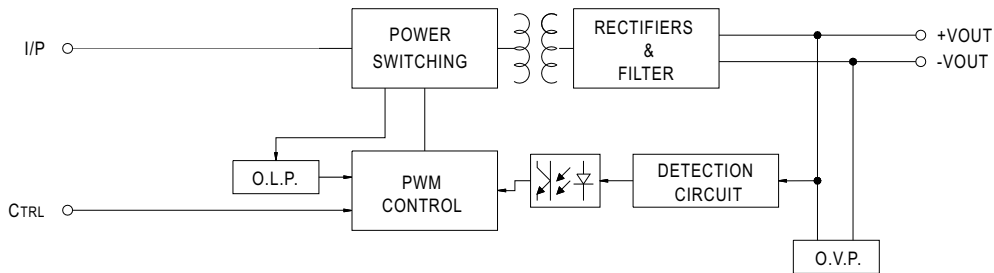 I/P
POWER
SWITCHING
RECTIFIERS
&
FILTER
+VOUT
-VOUT
O.L.P.
PWM
CONTROL
DETECTION
CIRCUIT
CTRL
O.V.P.